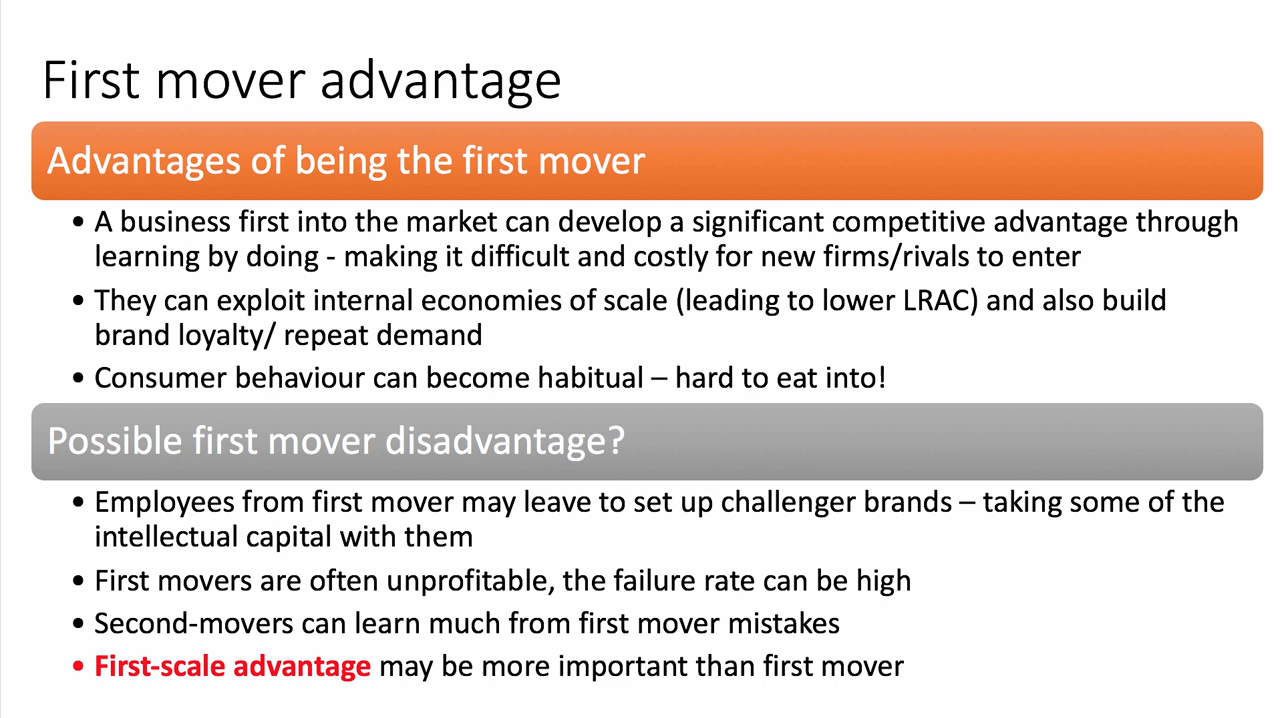 First mover advantage
Advantages of being the first mover
• A business first into the market can develop a significant competitive advantage through
learning by doing - making it difficult and costly for new firms/rivals to enter
• They can exploit internal economies of scale (leading to lower LRAC) and also build
brand loyalty/ repeat demand
• Consumer behaviour can become habitual – hard to eat into!
Possible first mover disadvantage?
• Employees from first mover may leave to set up challenger brands – taking some of the
intellectual capital with them
• First movers are often unprofitable, the failure rate can be high
• Second-movers can learn much from first mover mistakes
• First-scale advantage may be more important than first mover